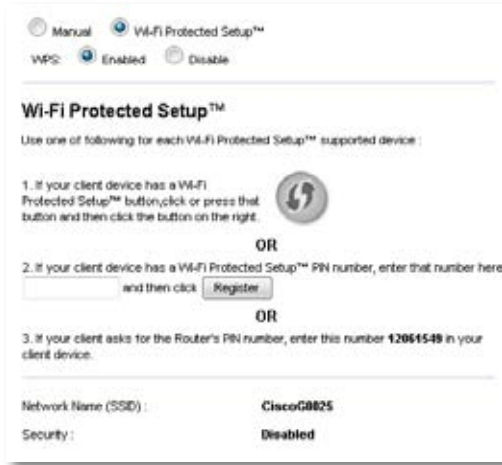 Manual Wi-Fi Protected Setup™
WPS: Enabled Disable
Wi-Fi Protected Setup™
Use one of following for each Wi-Fi Protected Setup™ supported device :
1. If your client device has a Wi-Fi
Protected Setup™ button,click or press that
button and then click the button on the right.
OR
2. If your client device has a Wi-Fi Protected Setup™ PIN number, enter that number here
and then click Register
OR
3. If your client asks for the Router's PIN number, enter this number 12061549 in your
client device.
Network Name (SSID) : CiscoG0025
Security : Disabled